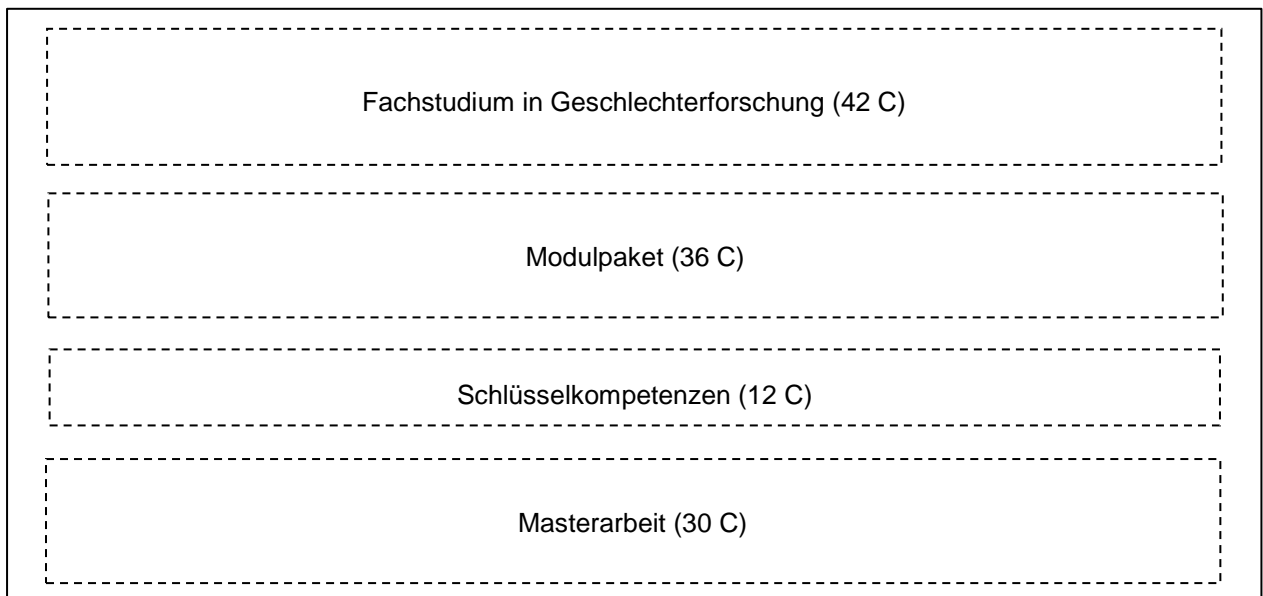 Fachstudium in Geschlechterforschung (42 C)
Modulpaket (36 C)
Schlüsselkompetenzen (12 C)
Masterarbeit (30 C)